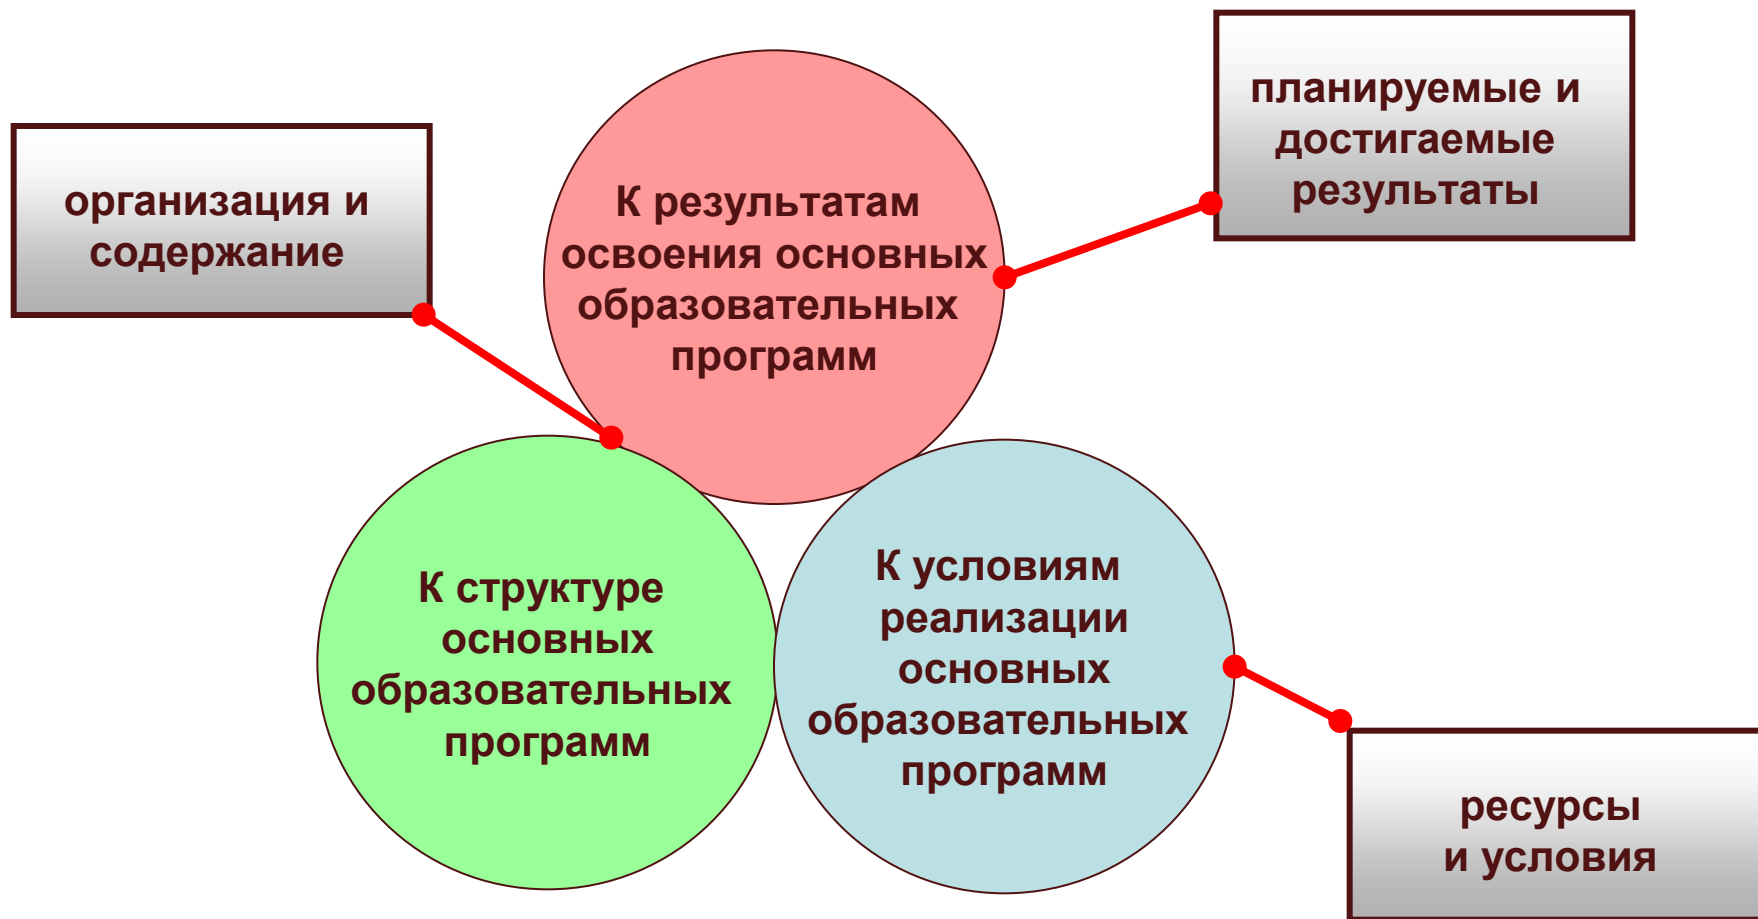 планируемые и
достигаемые
результаты
организация и
содержание
К результатам
освоения основных
образовательных
программ
К структуре
основных
образовательных
программ
К условиям
реализации
основных
образовательных
программ
ресурсы
и условия